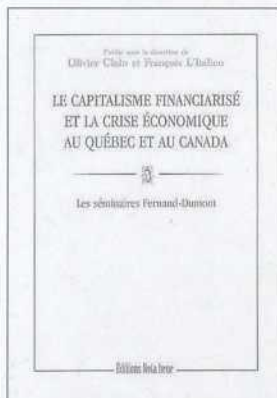 Publié sous la direction de
Olivier Clain et François L'Italien
LE CAPITALISME FINANCIARISÉ
ET LA CRISE ÉCONOMIQUE
AU QUÉBEC ET AU CANADA
Les séminaires Fernand-Dumont
Éditions Nota bene